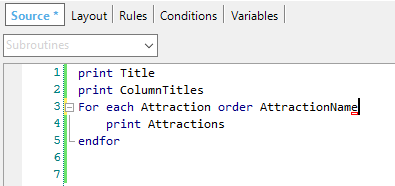 Source * Layout Rules Conditions Variables
Subroutines
1 print Title
2 print ColumnTitles
3 For each Attraction order AttractionName
4 print Attractions
5 endfor
6
7